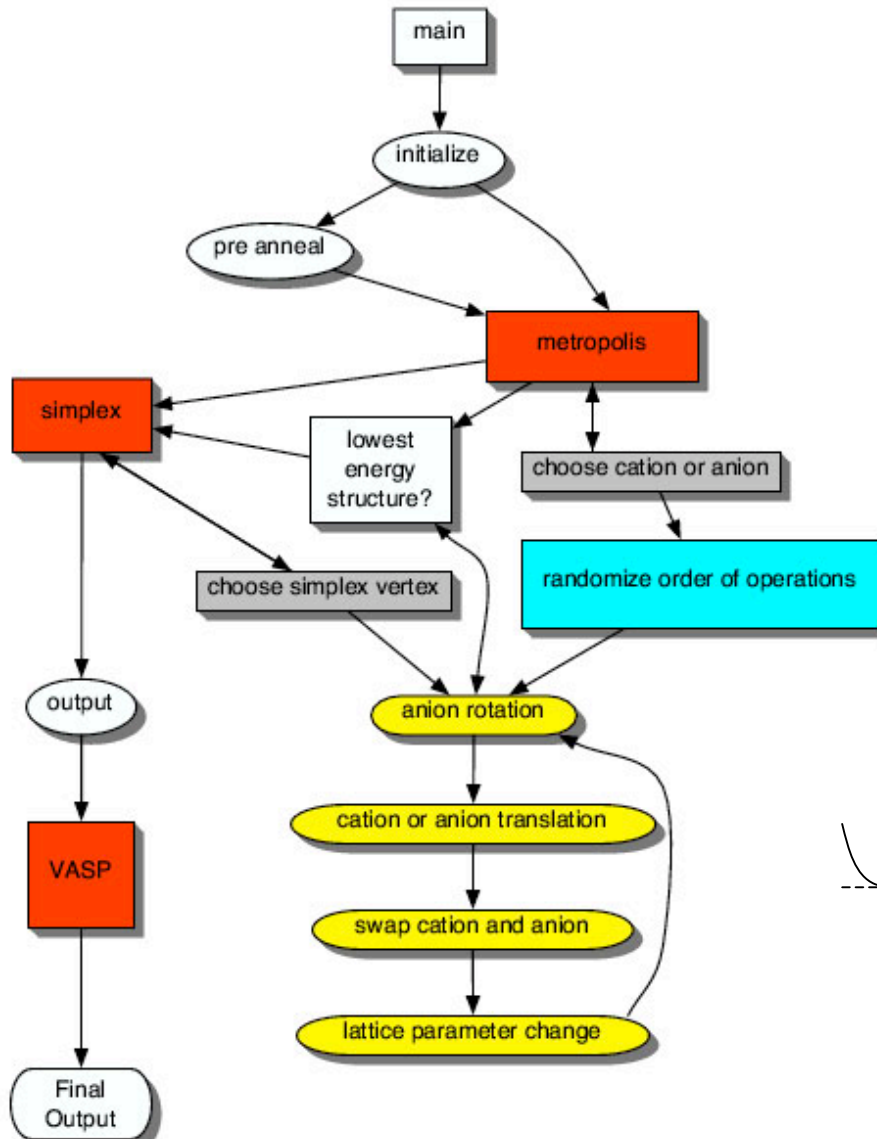 main
initialize
pre anneal
metropolis
simplex
lowest
energy
structure?
choose cation or anion
choose simplex vertex
randomize order of operations
output
anion rotation
cation or anion translation
VASP
swap cation and anion
lattice parameter change
Final
Output